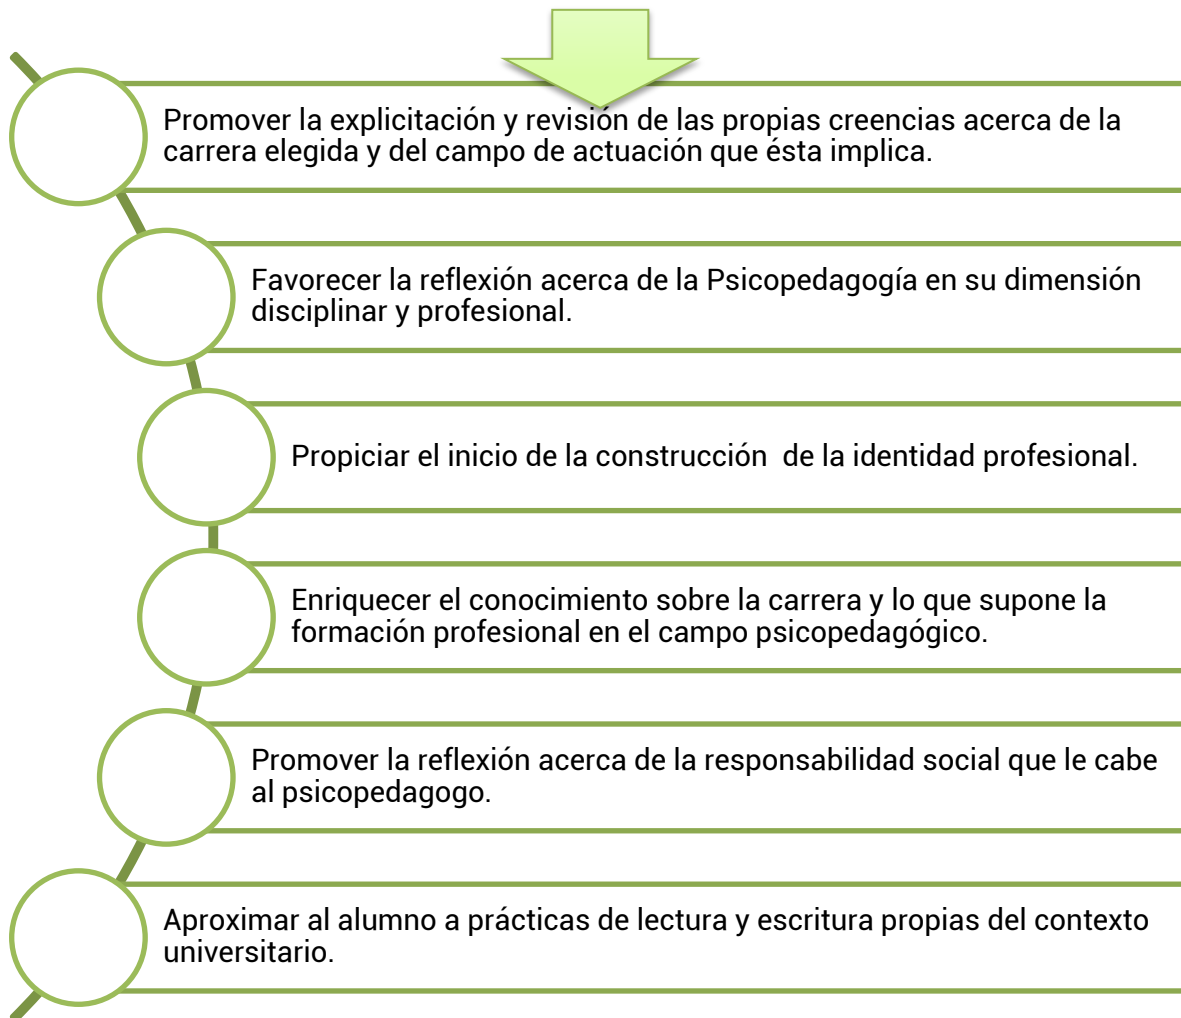 Promover la explicitación y revisión de las propias creencias acerca de la
carrera elegida y del campo de actuación que ésta implica.
Favorecer la reflexión acerca de la Psicopedagogía en su dimensión
disciplinar y profesional.
Propiciar el inicio de la construcción  de la identidad profesional.
Enriquecer el conocimiento sobre la carrera y lo que supone la
formación profesional en el campo psicopedagógico.
Promover la reflexión acerca de la responsabilidad social que le cabe
al psicopedagogo.
Aproximar al alumno a prácticas de lectura y escritura propias del contexto
universitario.